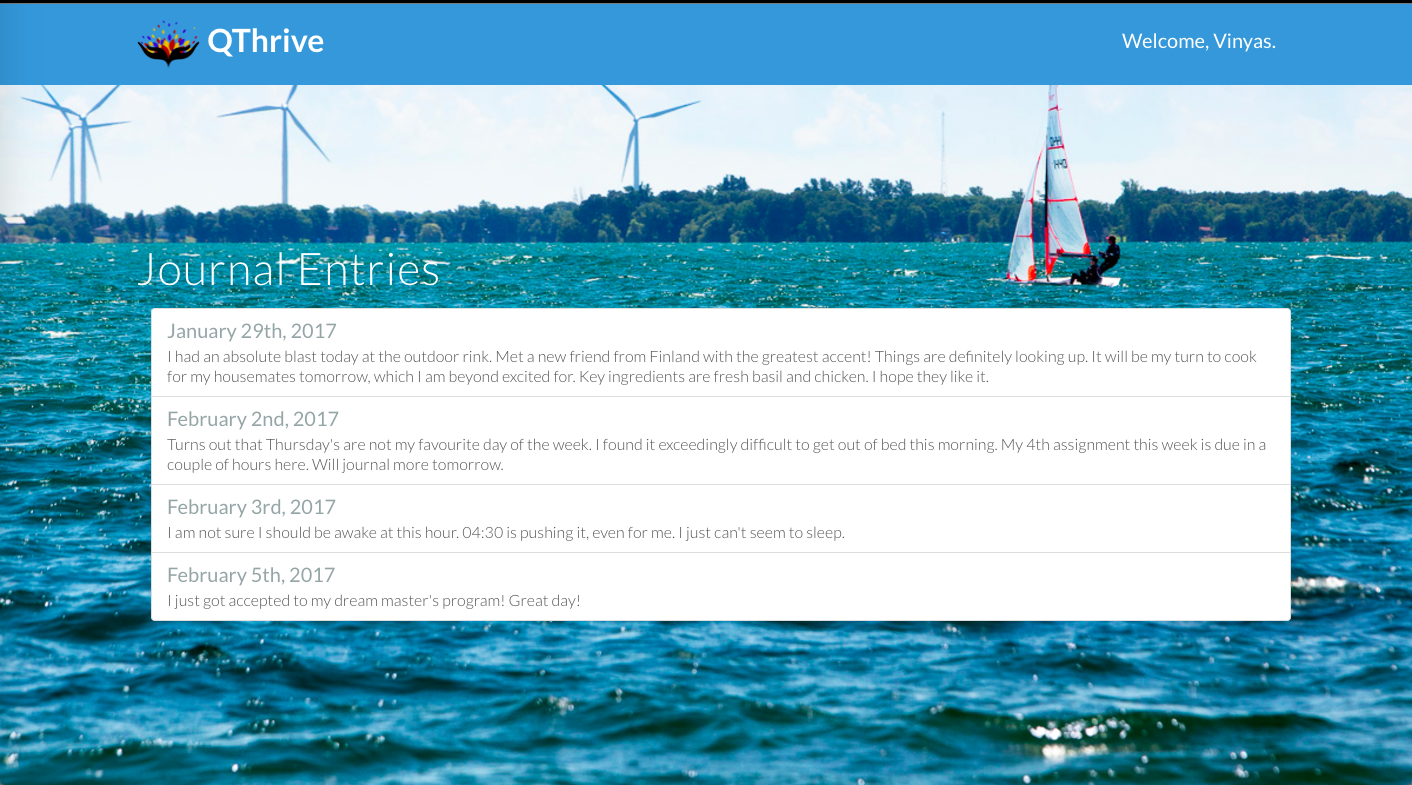 QThrive
Welcome, Vinyas.
Journal Entries
January 29th, 2017
I had an absolute blast today at the outdoor rink. Met a new friend from Finland with the greatest accent! Things are definitely looking up. It will be my turn to cook
for my housemates tomorrow, which I am beyond excited for. Key ingredients are fresh basil and chicken. I hope they like it.
February 2nd, 2017
Turns out that Thursday's are not my favourite day of the week. I found it exceedingly difficult to get out of bed this morning. My 4th assignment this week is due in a
couple of hours here. Will journal more tomorrow.
February 3rd, 2017
I am not sure I should be awake at this hour. 04:30 is pushing it, even for me. I just can't seem to sleep.
February 5th, 2017
I just got accepted to my dream master's program! Great day!